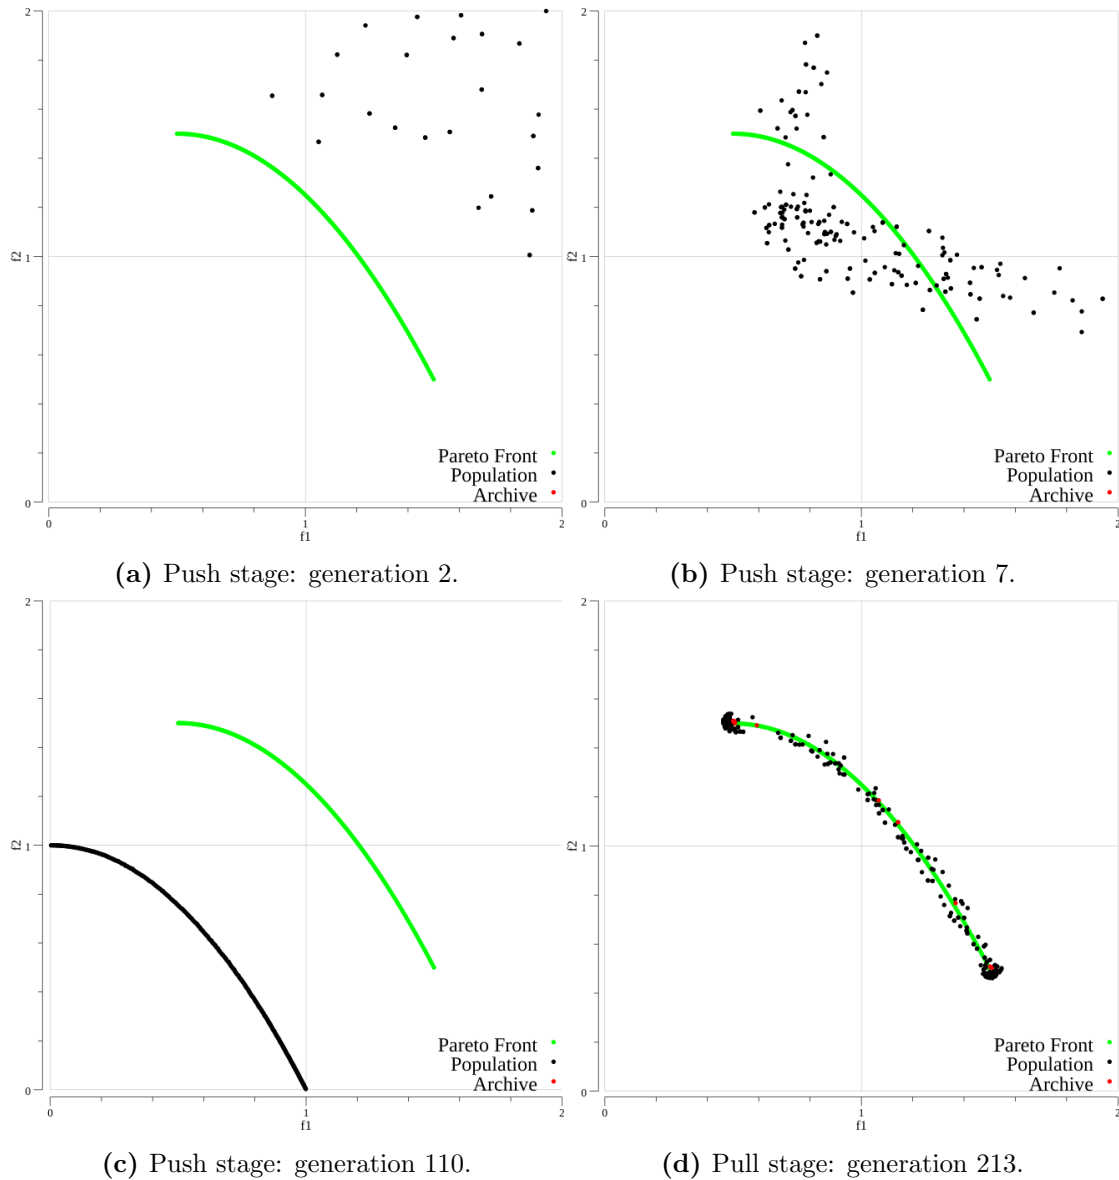 2
f2 1
Pareto Front
Population
Archive
0
0 1 2
f1
(a) Push stage: generation 2.
2
f2 1
Pareto Front
Population
Archive
0
0 1 2
f1
(b) Push stage: generation 7.
2
f2 1
Pareto Front
Population
Archive
0
0 1 2
f1
(c) Push stage: generation 110.
2
f2 1
Pareto Front
Population
Archive
0
0 1 2
f1
(d) Pull stage: generation 213.